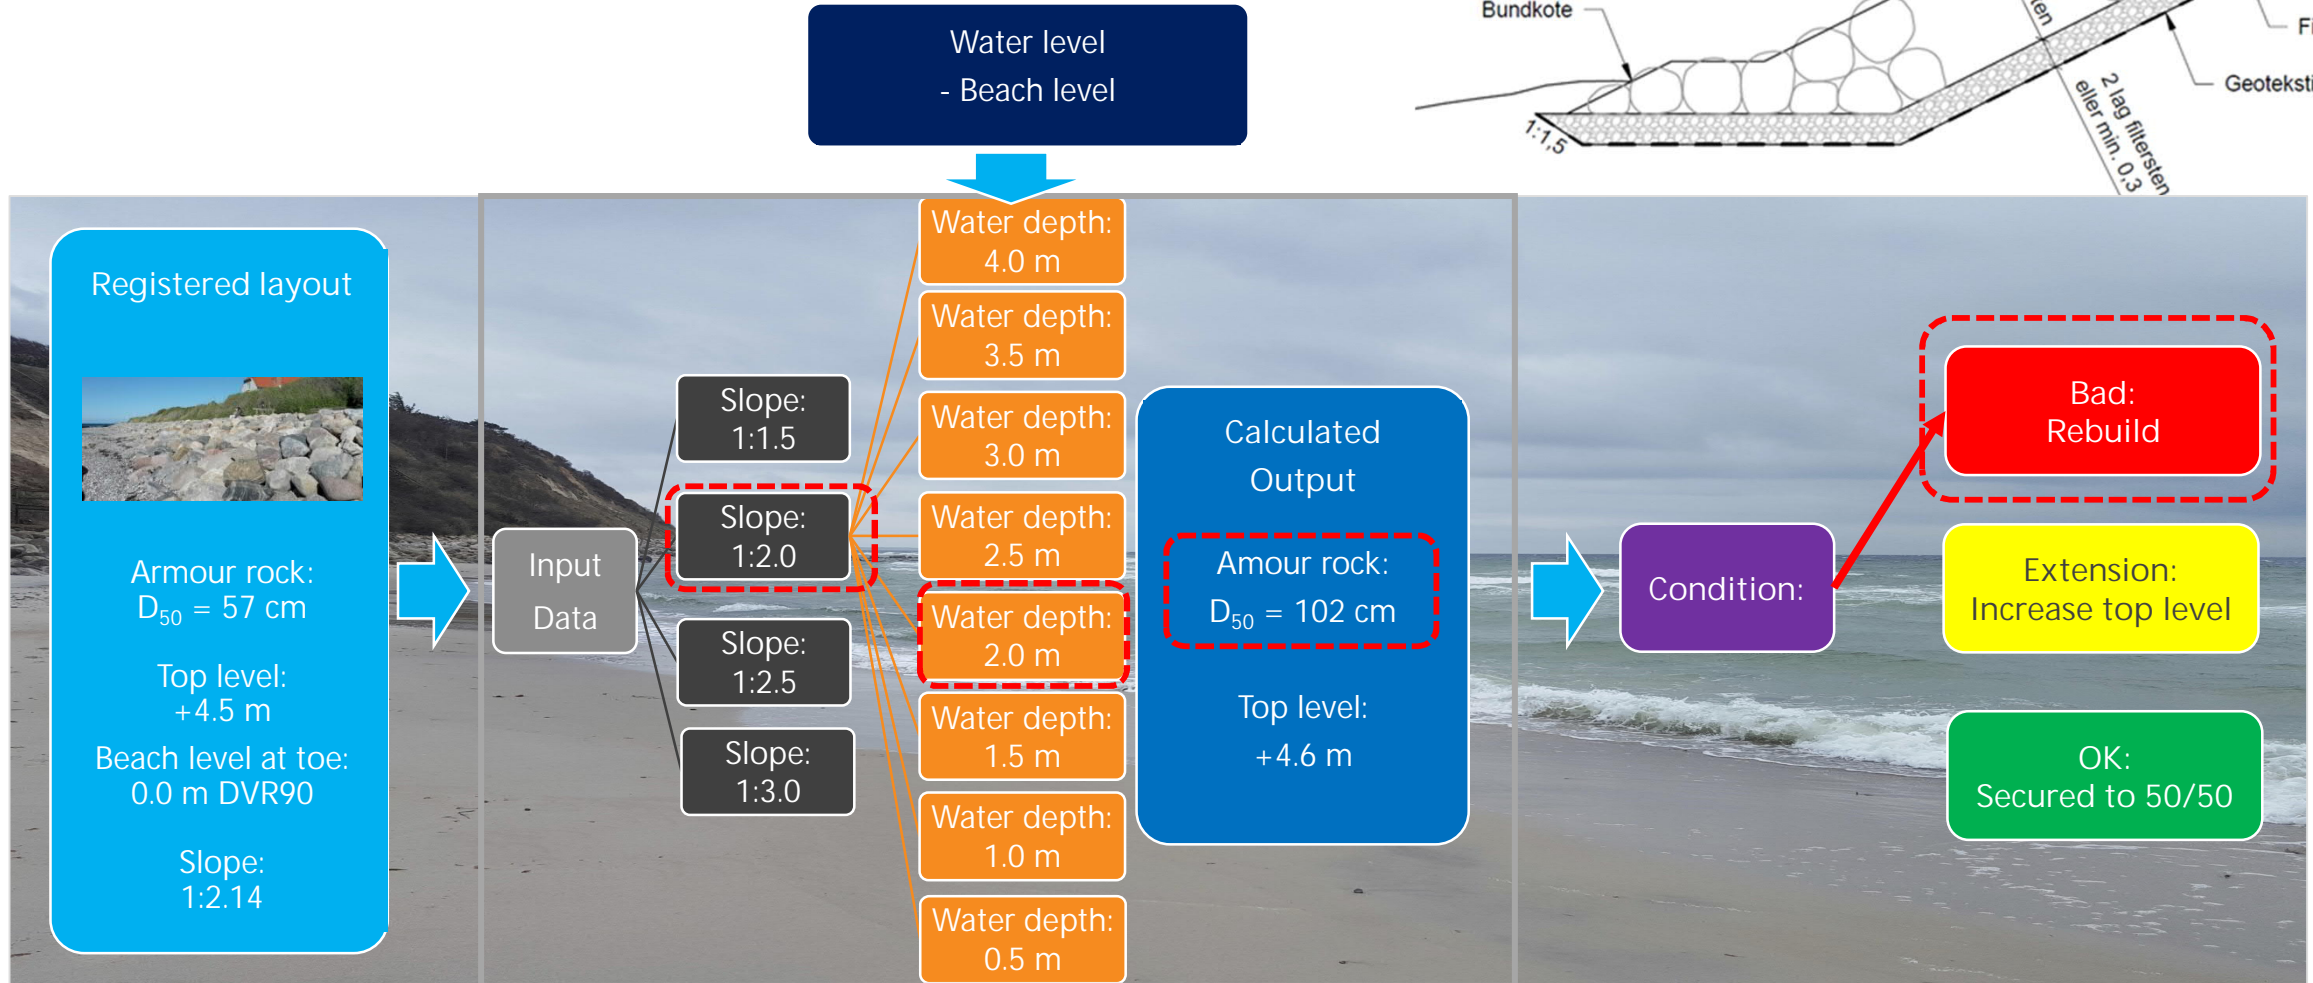 Water level
- Beach level
Bundkote
Geoteksti
1:1,5
2 lag filtersten
eller min. 0,3
Registered layout
Armour rock:
D50 = 57 cm
Top level:
+4.5 m
Beach level at toe:
0.0 m DVR90
Slope:
1:2.14
Input
Data
Slope:
1:1.5
Slope:
1:2.0
Slope:
1:2.5
Slope:
1:3.0
Water depth:
4.0 m
Water depth:
3.5 m
Water depth:
3.0 m
Water depth:
2.5 m
Water depth:
2.0 m
Water depth:
1.5 m
Water depth:
1.0 m
Water depth:
0.5 m
Calculated
Output
Amour rock:
D50 = 102 cm
Top level:
+4.6 m
Condition:
Bad:
Rebuild
Extension:
Increase top level
OK:
Secured to 50/50